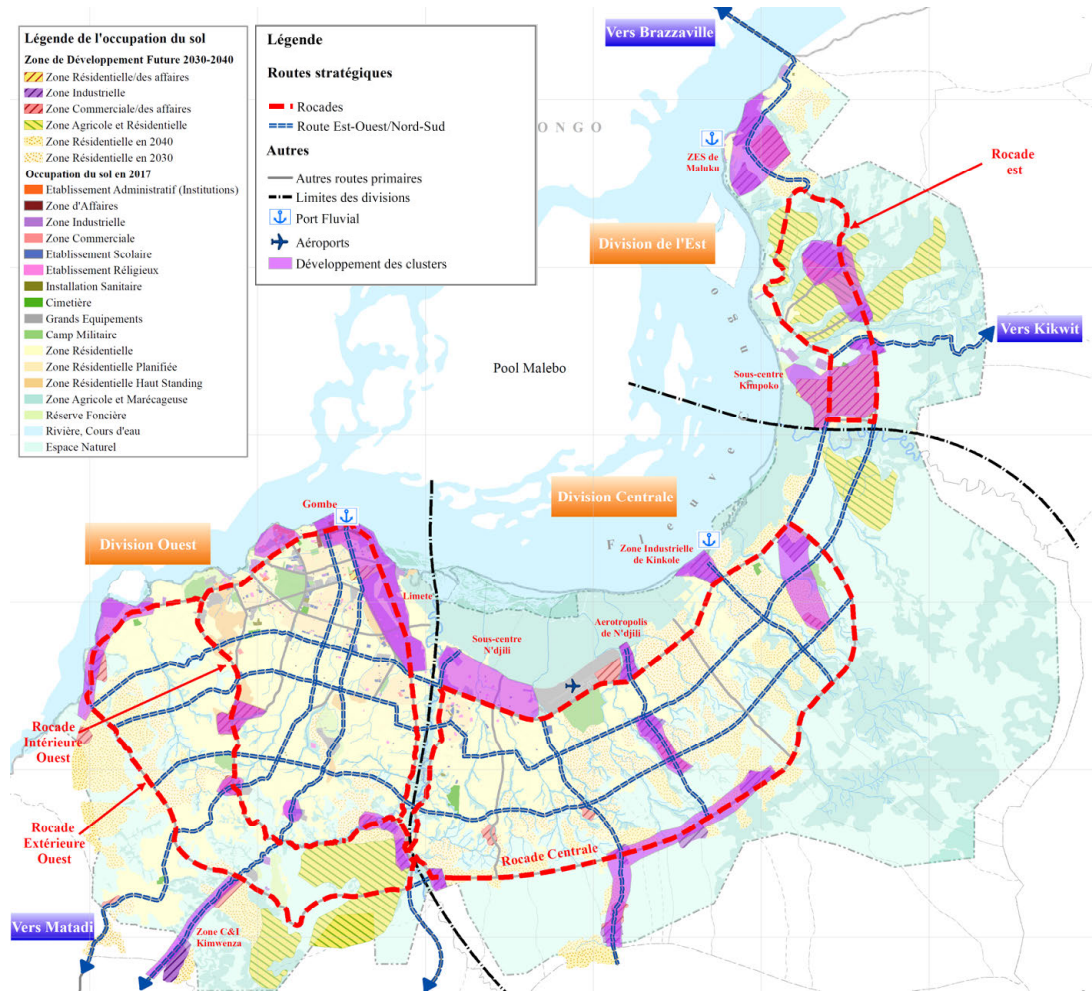 Légende de l'occupation du sol
Zone de Développement Future 2030-2040
Zone Résidentielle/des affaires
Zone Industrielle
Zone Commerciale/des affaires
Zone Agricole et Résidentielle
Zone Résidentielle en 2040
Zone Résidentielle en 2030
Occupation du sol en 2017
Etablissement Administratif (Institutions)
Zone d'Affaires
Zone Industrielle
Zone Commerciale
Etablissement Scolaire
Etablissement Réligieux
Installation Sanitaire
Cimetière
Grands Equipements
Camp Militaire
Zone Résidentielle
Zone Résidentielle Planifiée
Zone Résidentielle Haut Standing
Zone Agricole et Marécageuse
Réserve Foncière
Rivière, Cours d'eau
Espace Naturel
Légende
Routes stratégiques
Rocades
Route Est-Ouest/Nord-Sud
Autres
Autres routes primaires
Limites des divisions
Port Fluvial
Aéroports
Développement des clusters
Vers Brazzaville
ONGO
ZES de
Maluku
Rocade
est
Division de l'Est
Vers Kikwit
Pool Malebo
Sous-centre
Kimpoko
Division Centrale
Fleuve
Gombe
Division Ouest
Zone Industrielle
de Kinkole
Limete
Sous-centre
N'djili
Aerotropolis
de N'djili
Rocade
Intérieure
Ouest
Rocade
Extérieure
Ouest
Rocade Centrale
Vers Matadi
Zone C&I
Kimwenza